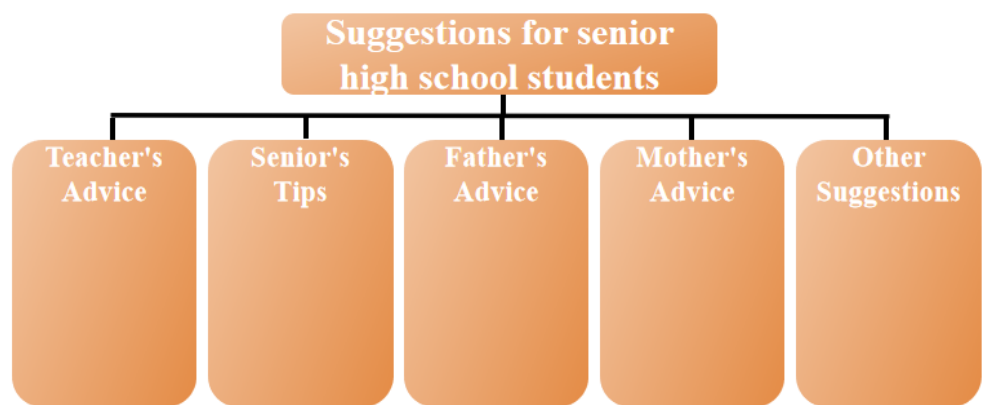 Suggestions for senior
high school students
Teacher's
Advice
Senior's
Tips
Father's
Advice
Mother's
Advice
Other
Suggestions